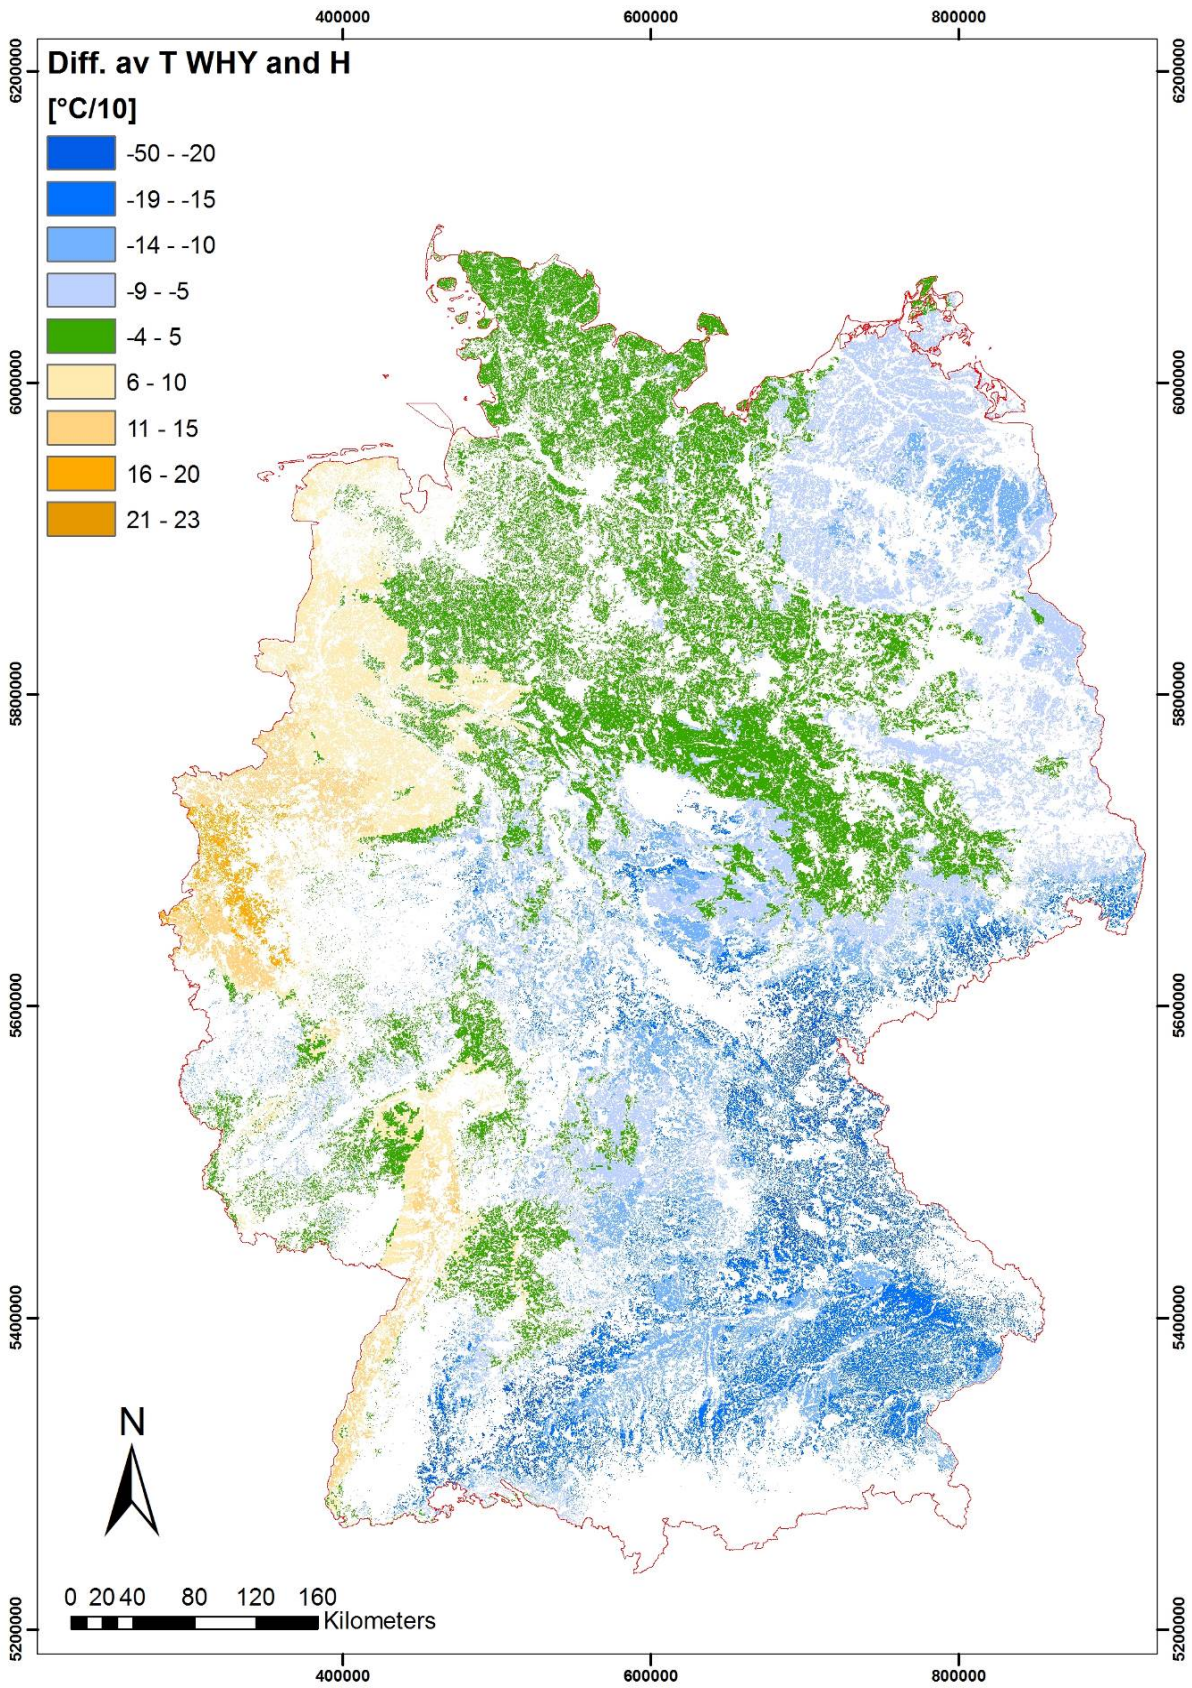 400000 600000 800000
Diff. av T WHY and H
[°C/10]
-50 - -20
-19 - -15
-14 - -10
-9 - -5
-4 - 5
6 - 10
11 - 15
16 - 20
21 - 23
6200000 6200000
6000000 6000000
5800000 5800000
5600000 5600000
5400000 5400000
5200000 5200000
N
0 20 40 80 120 160
Kilometers
400000 600000 800000